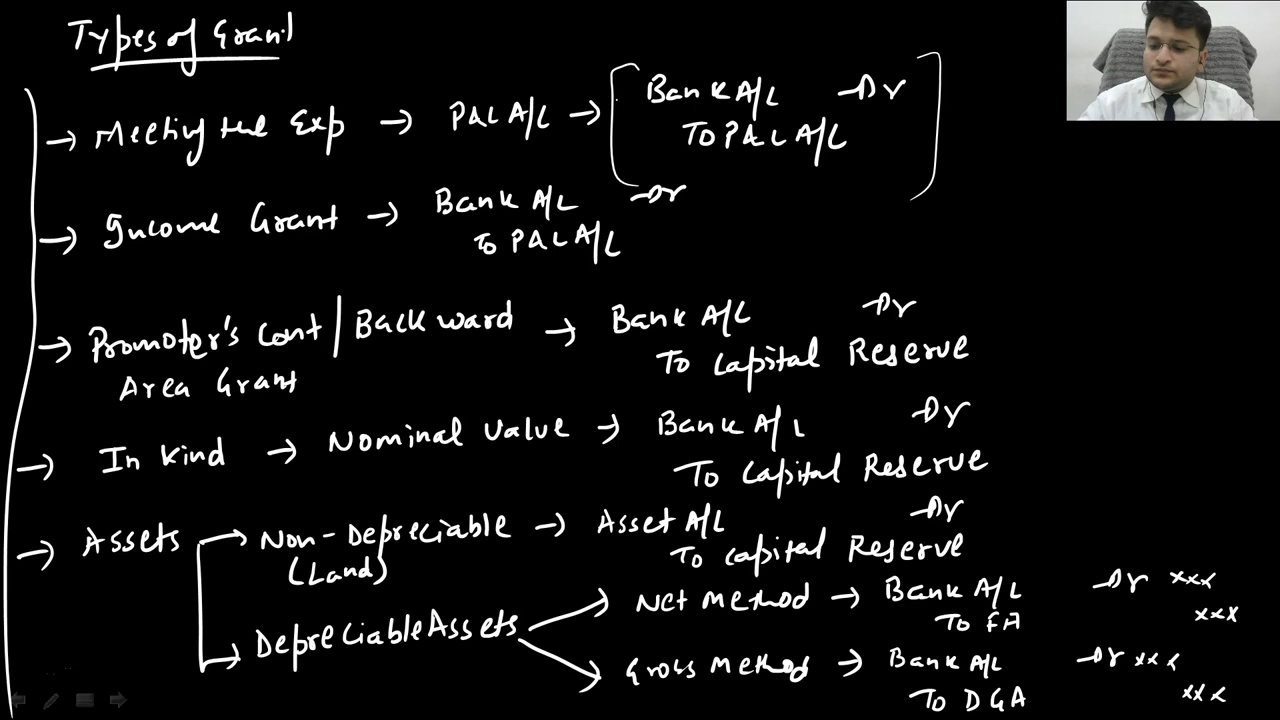 Types of Grant
→ Meeting the Exp → P&L A/L → Bank A/L Dr
To P&L A/L
→ Income Grant → Bank A/L Dr
To P&L A/L
→ Promoter's Cont / Backward → Bank A/L Dr
Area Grant To Capital Reserve
→ In Kind → Nominal Value → Bank A/L Dr
To Capital Reserve
→ Assets → Non-Depreciable → Asset A/L Dr
(Land) To Capital Reserve
→ Depreciable Assets → Net Method → Bank A/L Dr xxx
To FA xxx
→ Gross Method → Bank A/L Dr xxx
To DGA xxx